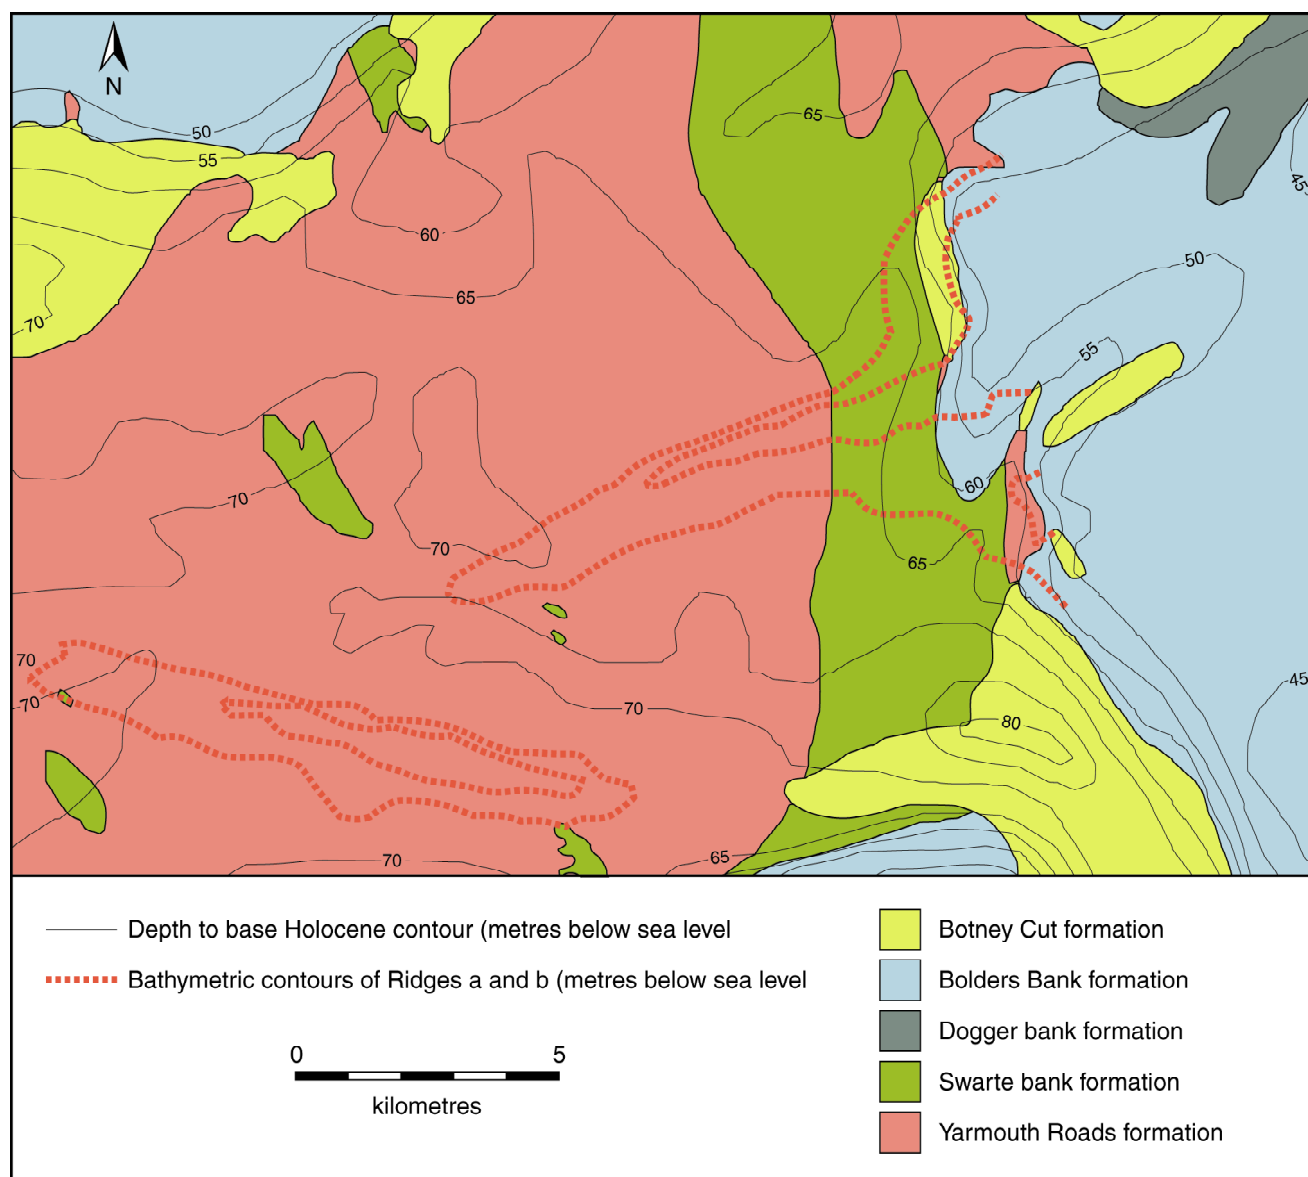 N
50
55
65
45
60
50
65
70
55
70
60
70
65
70
70
70
45
80
70
65
Depth to base Holocene contour (metres below sea level
Bathymetric contours of Ridges a and b (metres below sea level
0 5
kilometres
Botney Cut formation
Bolders Bank formation
Dogger bank formation
Swarte bank formation
Yarmouth Roads formation